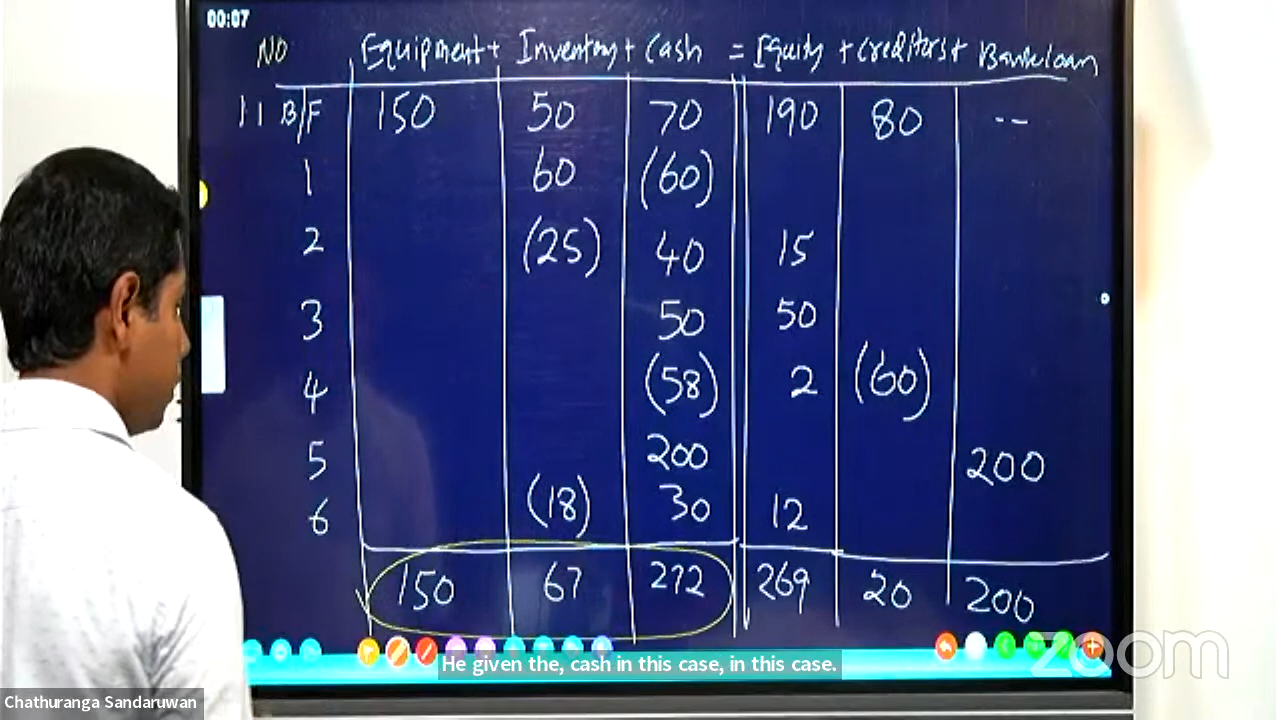 00:07
NO Equipment + Inventory + Cash = Equity + Creditors + Bank loan
1.1 B/F 150 50 70 190 80 --
1 60 (60)
2 (25) 40 15
3 50 50
4 (58) 2 (60)
5 200 200
6 (18) 30 12
150 67 272 269 20 200
He given the, cash in this case, in this case.
zoom
Chathuranga Sandaruwan